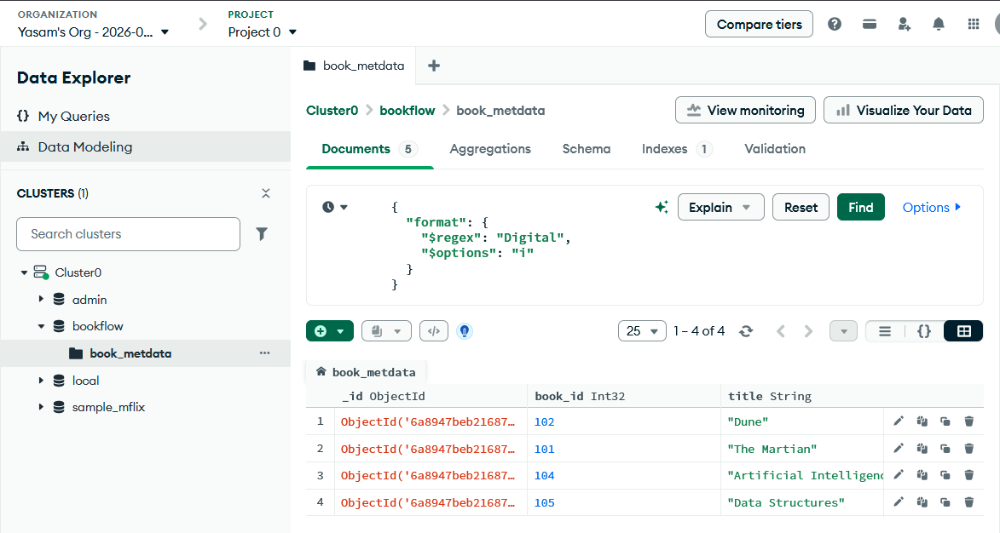 ORGANIZATION
Yasam's Org - 2026-0...
PROJECT
Project 0
Compare tiers
Data Explorer
My Queries
Data Modeling
CLUSTERS (1)
Search clusters
Cluster0
admin
bookflow
book_metdata
local
sample_mflix
book_metdata
Cluster0 > bookflow > book_metdata
View monitoring
Visualize Your Data
Documents 5
Aggregations
Schema
Indexes 1
Validation
{
"format": {
"$regex": "Digital",
"$options": "i"
}
}
Explain
Reset
Find
Options
25
1 – 4 of 4
book_metdata
_id ObjectId book_id Int32 title String
1 ObjectId('6a8947beb21687… 102 "Dune"
2 ObjectId('6a8947beb21687… 101 "The Martian"
3 ObjectId('6a8947beb21687… 104 "Artificial Intelligenc
4 ObjectId('6a8947beb21687… 105 "Data Structures"